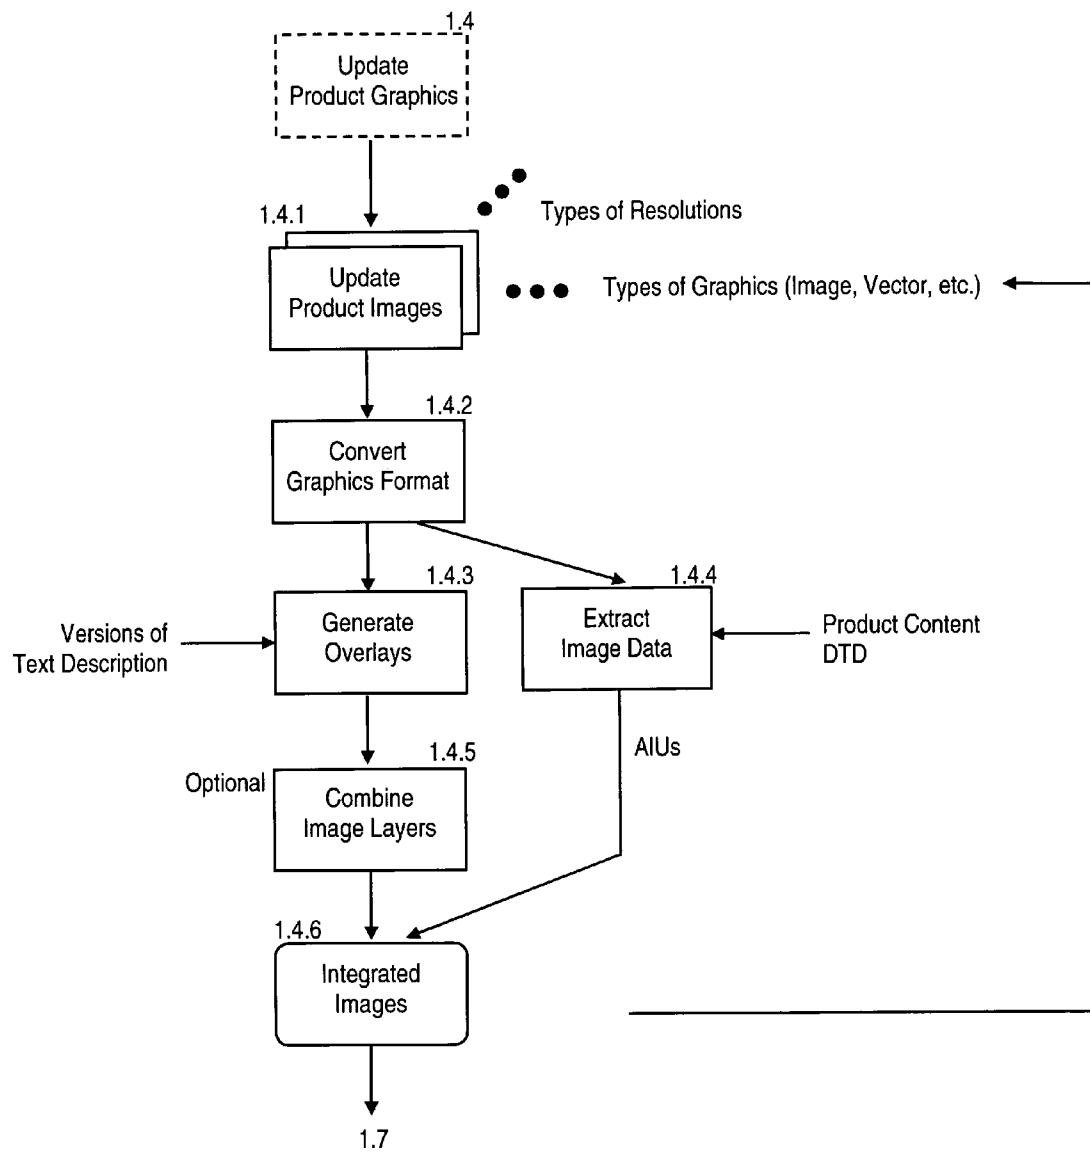 1.4
Update
Product Graphics
1.4.1
Types of Resolutions
Update
Product Images
Types of Graphics (Image, Vector, etc.)
1.4.2
Convert
Graphics Format
1.4.3
1.4.4
Generate
Overlays
Extract
Image Data
Versions of
Text Description
Product Content
DTD
AIUs
1.4.5
Optional
Combine
Image Layers
1.4.6
Integrated
Images
1.7